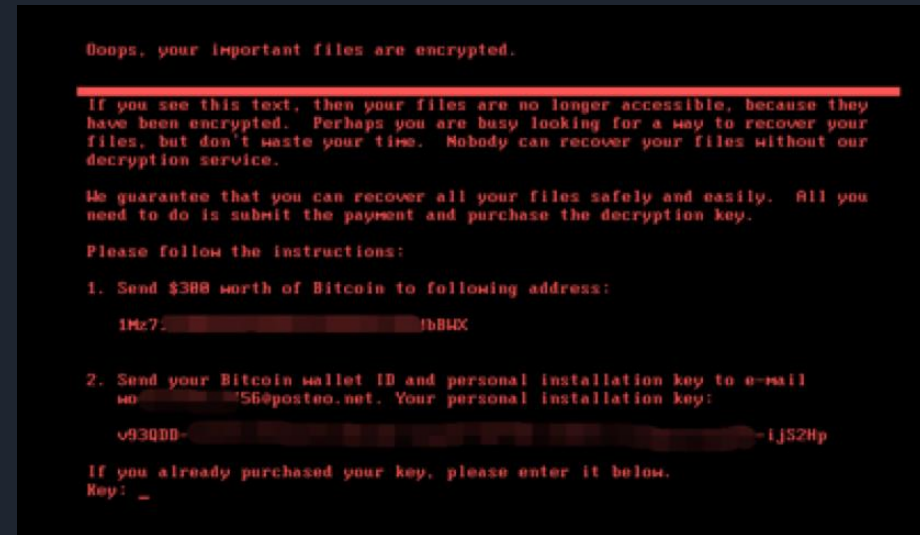 Ooops, your important files are encrypted.
If you see this text, then your files are no longer accessible, because they
have been encrypted. Perhaps you are busy looking for a way to recover your
files, but don't waste your time. Nobody can recover your files without our
decryption service.
We guarantee that you can recover all your files safely and easily. All you
need to do is submit the payment and purchase the decryption key.
Please follow the instructions:
1. Send $300 worth of Bitcoin to following address:
1Mz7 bBWX
2. Send your Bitcoin wallet ID and personal installation key to e-mail
wo 56@posteo.net. Your personal installation key:
v93QDD- -ijS2Hp
If you already purchased your key, please enter it below.
Key: _